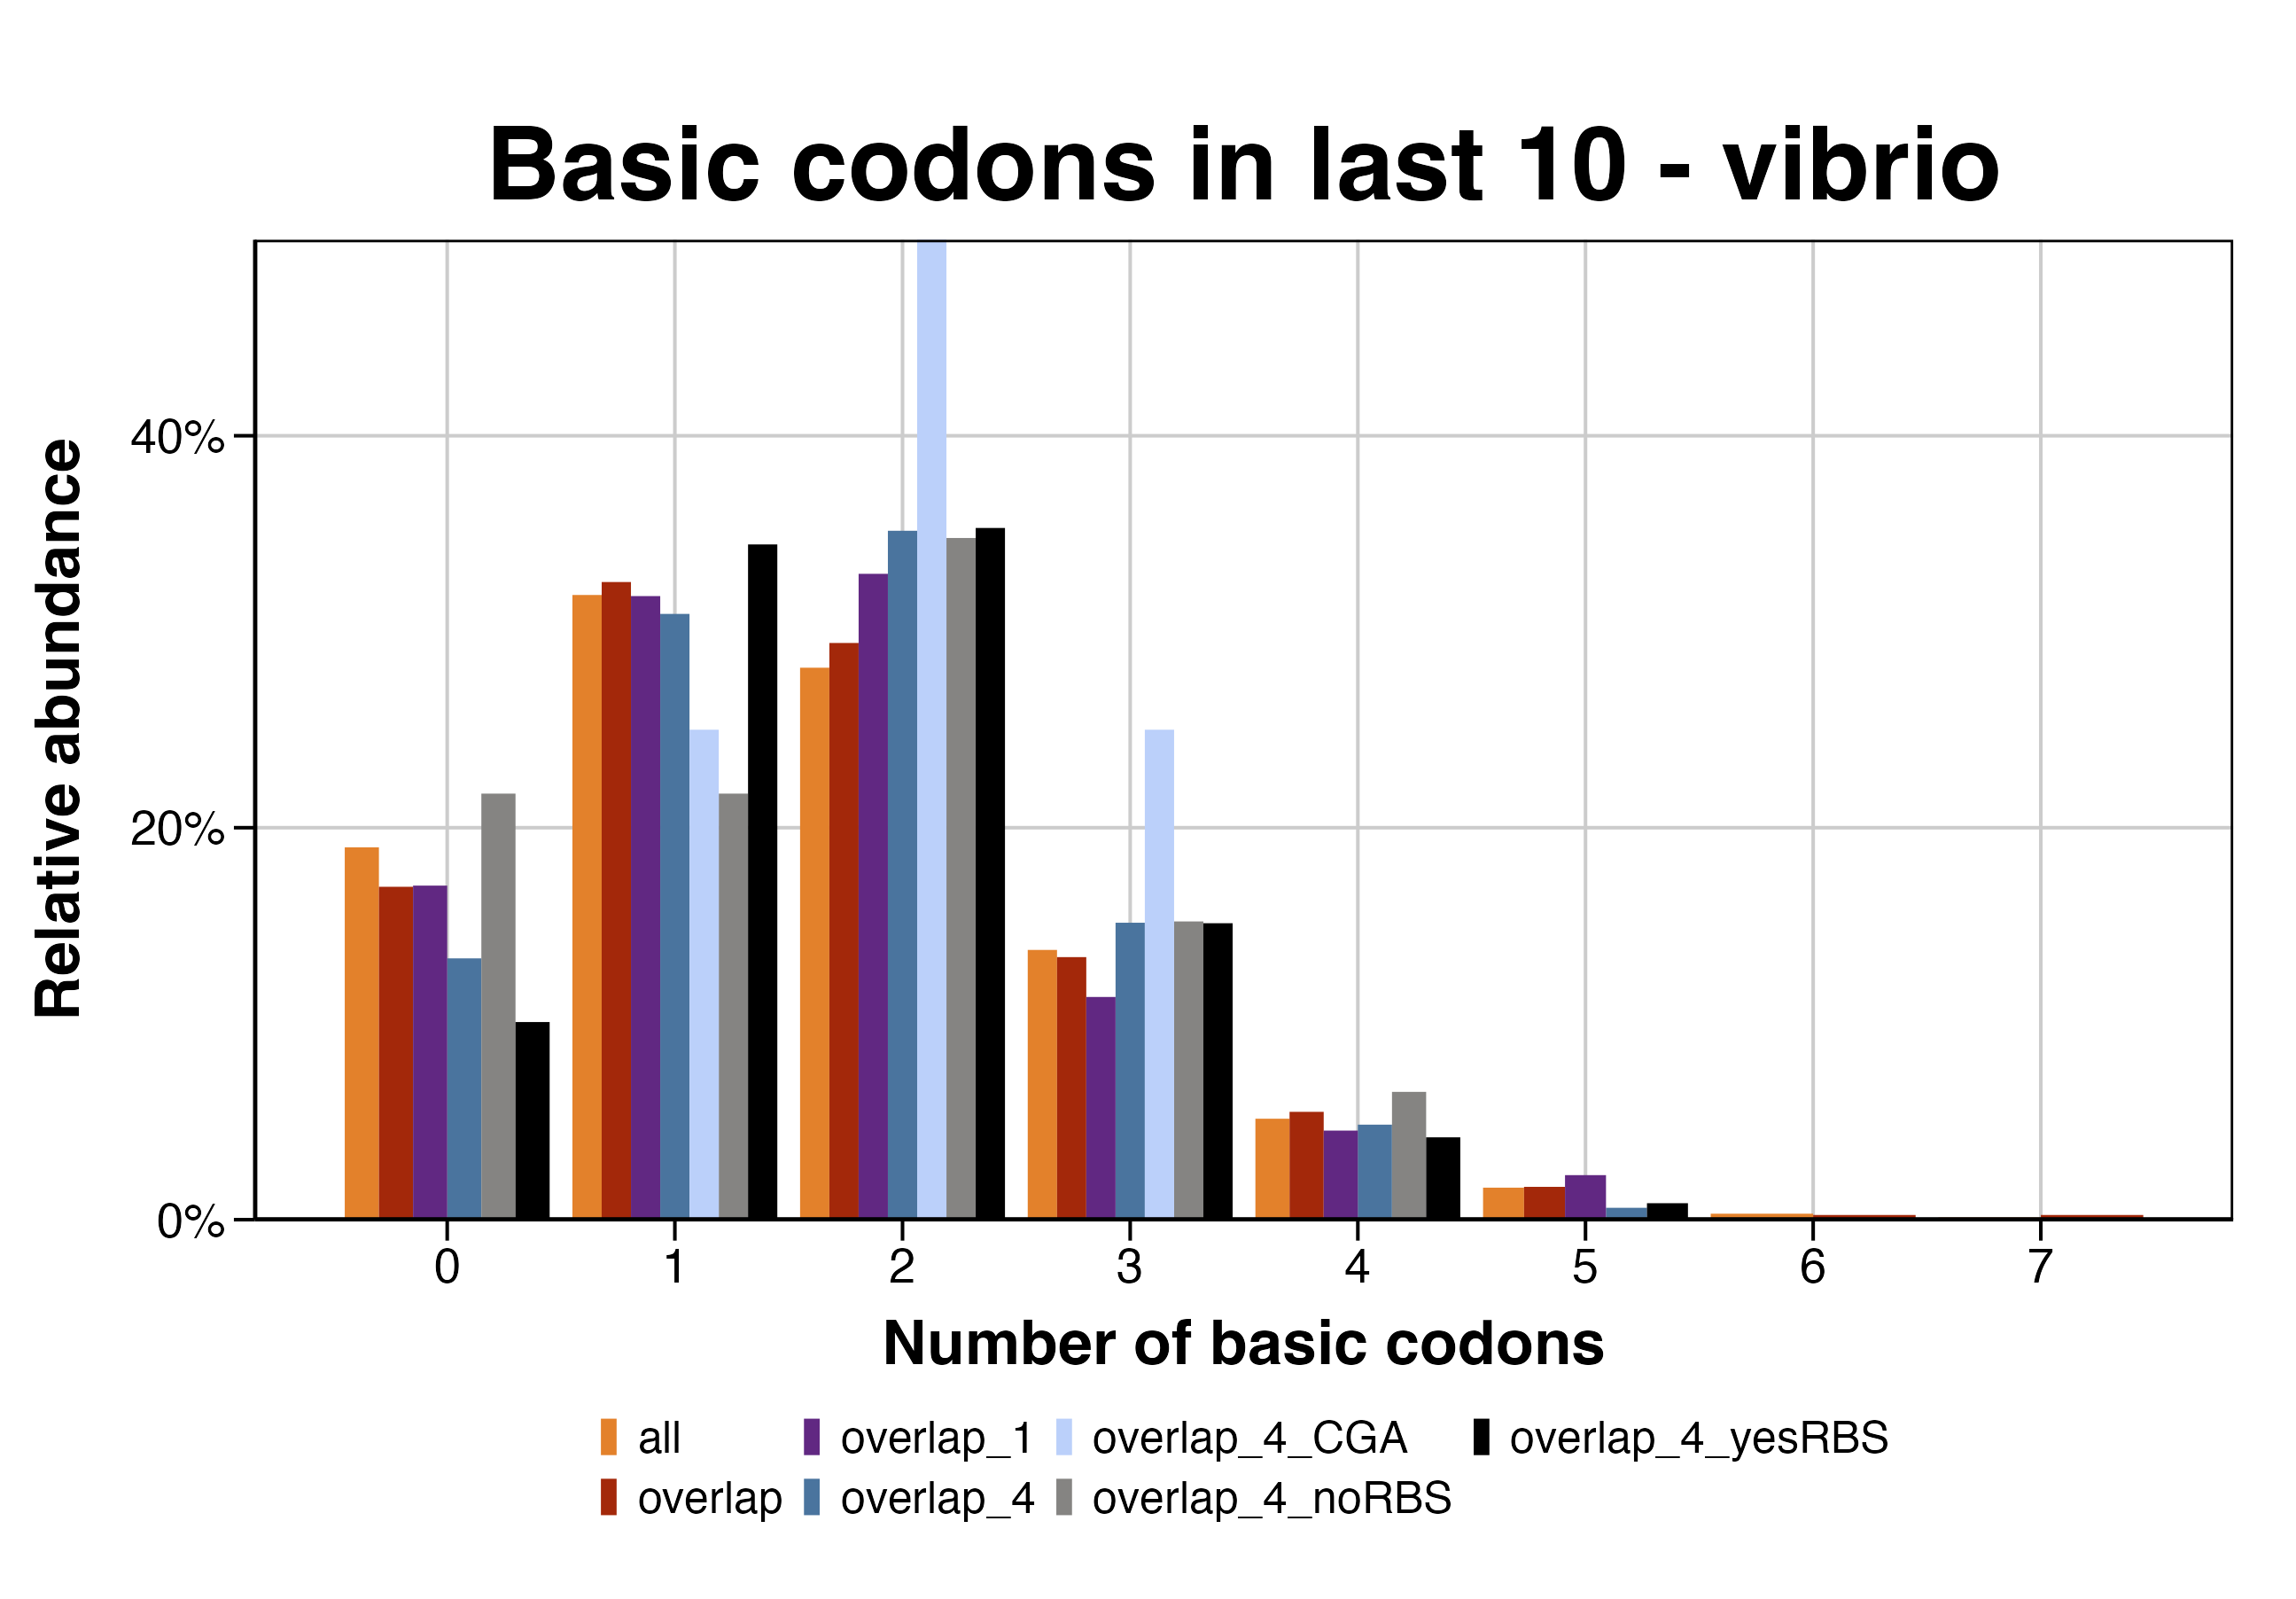 Basic codons in last 10 - vibrio
Relative abundance
40%
20%
0%
0 1 2 3 4 5 6 7
Number of basic codons
all overlap_1 overlap_4_CGA overlap_4_yesRBS
overlap overlap_4 overlap_4_noRBS